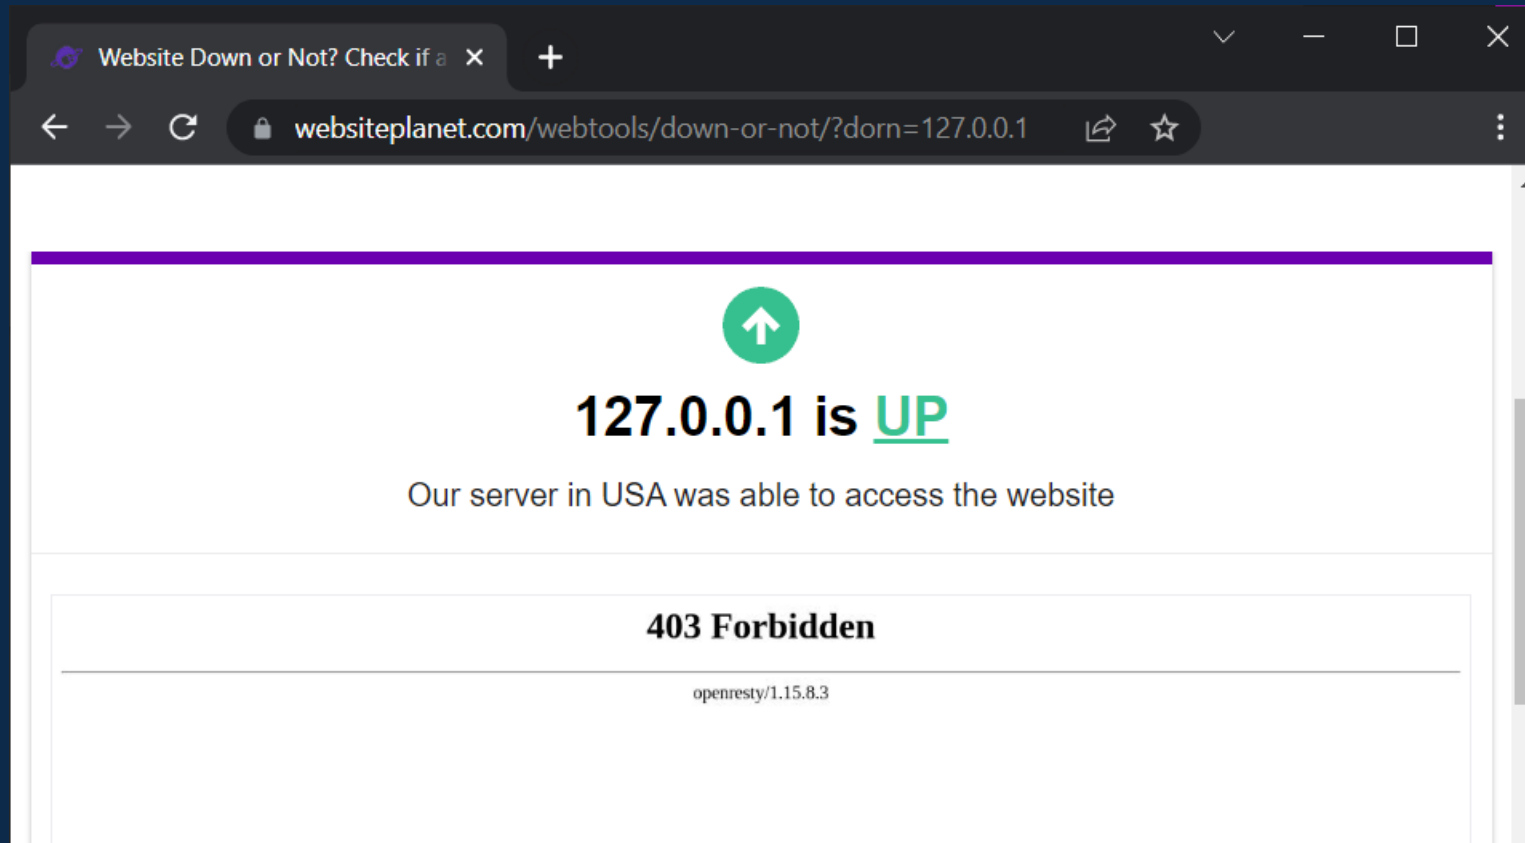 Website Down or Not? Check if a
websiteplanet.com/webtools/down-or-not/?dorn=127.0.0.1
127.0.0.1 is UP
Our server in USA was able to access the website
403 Forbidden
openresty/1.15.8.3